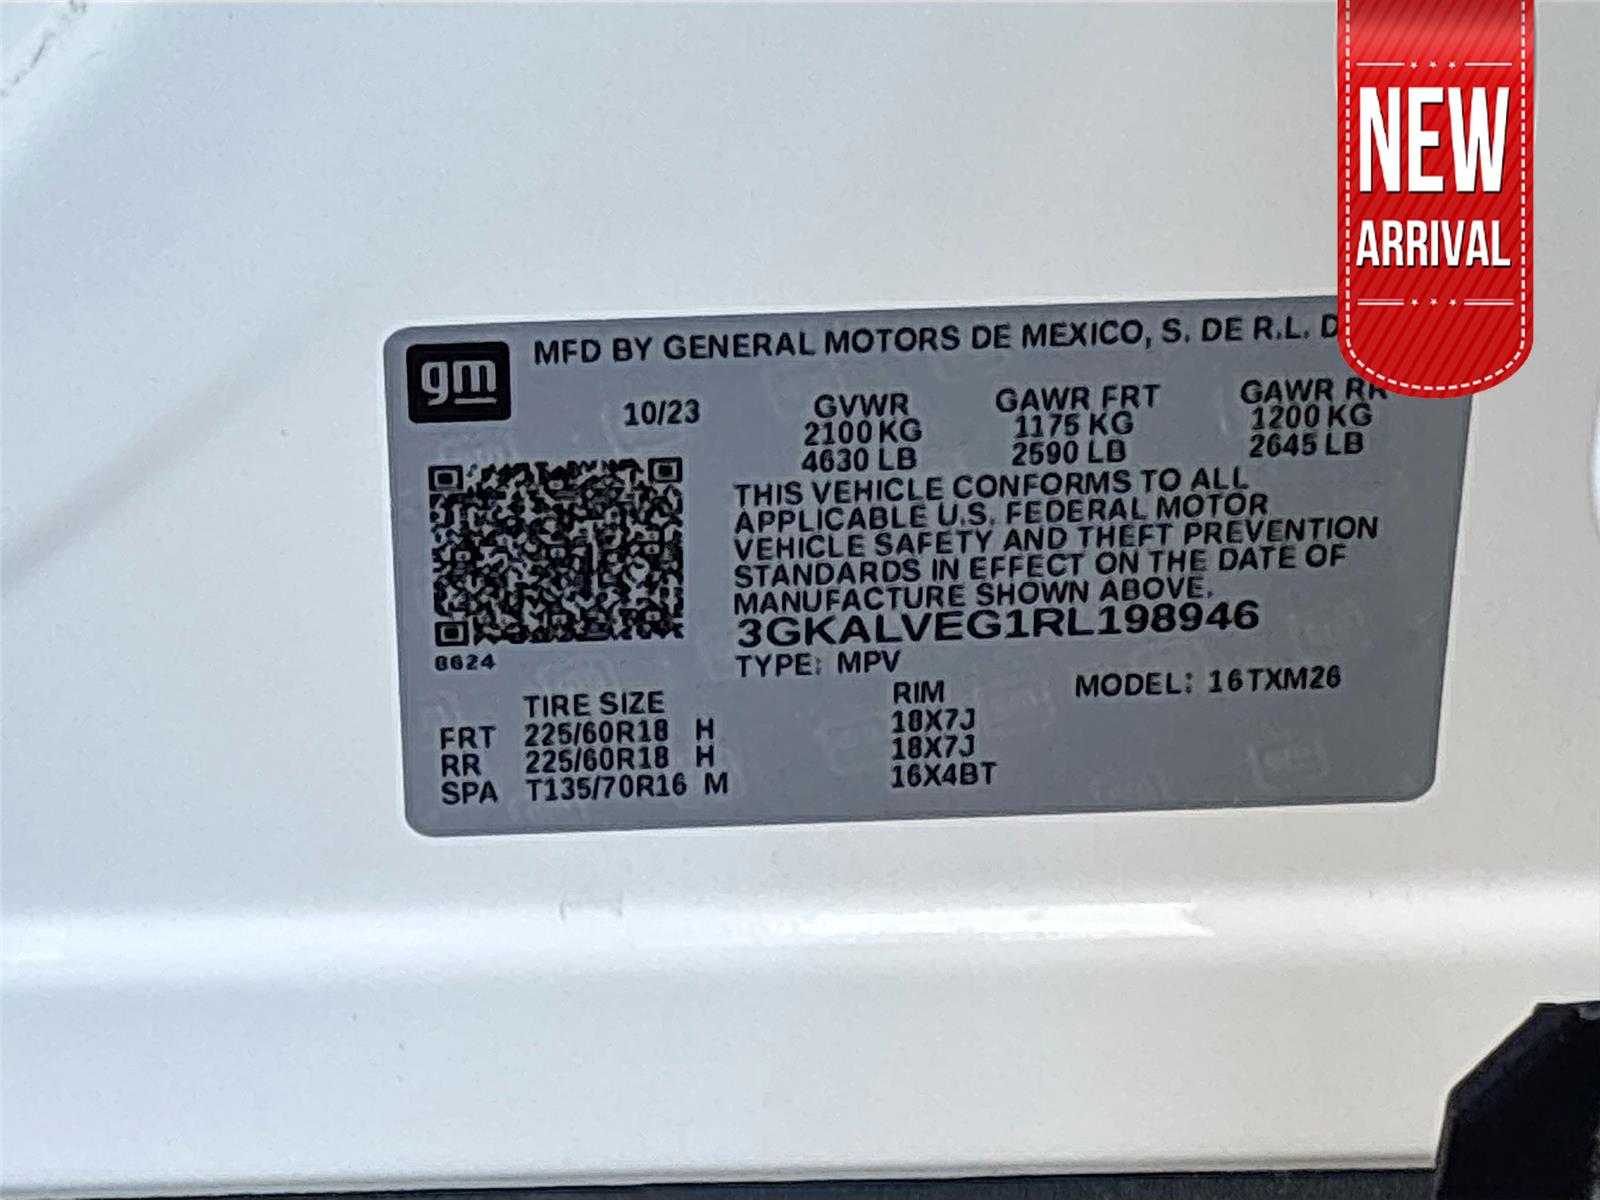 NEW
ARRIVAL
gm
MFD BY GENERAL MOTORS DE MEXICO, S. DE R.L. D
10/23
GVWR GAWR FRT GAWR RR
2100 KG 1175 KG 1200 KG
4630 LB 2590 LB 2645 LB
THIS VEHICLE CONFORMS TO ALL
APPLICABLE U.S. FEDERAL MOTOR
VEHICLE SAFETY AND THEFT PREVENTION
STANDARDS IN EFFECT ON THE DATE OF
MANUFACTURE SHOWN ABOVE.
3GKALVEG1RL198946
8624
TYPE: MPV
MODEL: 16TXM26
TIRE SIZE RIM
FRT 225/60R18 H 18X7J
RR 225/60R18 H 18X7J
SPA T135/70R16 M 16X4BT